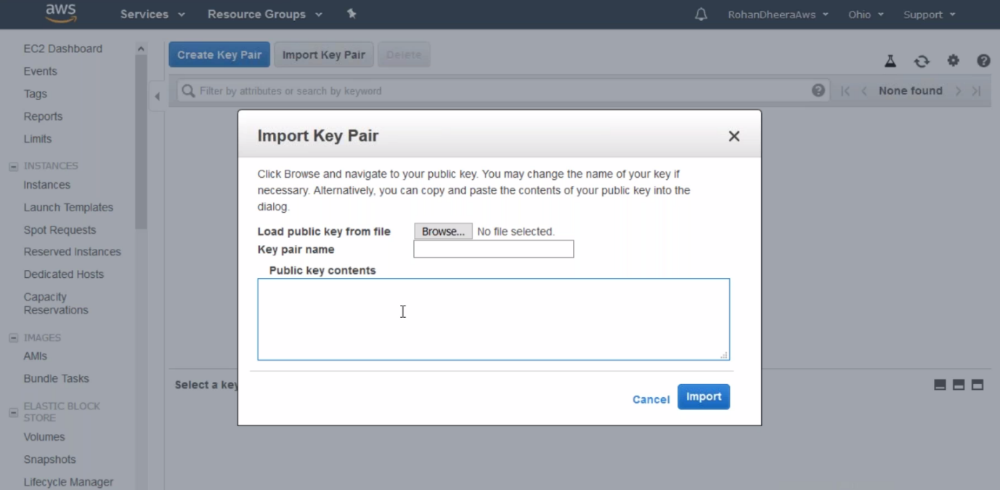 aws Services Resource Groups RohanDheeraAws Ohio Support
EC2 Dashboard
Events
Tags
Reports
Limits
INSTANCES
Instances
Launch Templates
Spot Requests
Reserved Instances
Dedicated Hosts
Capacity
Reservations
IMAGES
AMIs
Bundle Tasks
ELASTIC BLOCK
STORE
Volumes
Snapshots
Lifecycle Manager
Create Key Pair Import Key Pair Delete
Filter by attributes or search by keyword None found
Import Key Pair
Click Browse and navigate to your public key. You may change the name of your key if
necessary. Alternatively, you can copy and paste the contents of your public key into the
dialog.
Load public key from file Browse... No file selected.
Key pair name
Public key contents
Select a key
Cancel Import